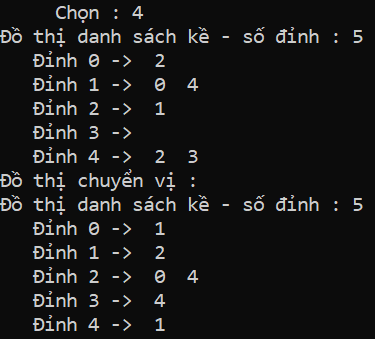 Chọn : 4
Đồ thị danh sách kề - số đỉnh : 5
Đỉnh 0 -> 2
Đỉnh 1 -> 0 4
Đỉnh 2 -> 1
Đỉnh 3 ->
Đỉnh 4 -> 2 3
Đồ thị chuyển vị :
Đồ thị danh sách kề - số đỉnh : 5
Đỉnh 0 -> 1
Đỉnh 1 -> 2
Đỉnh 2 -> 0 4
Đỉnh 3 -> 4
Đỉnh 4 -> 1